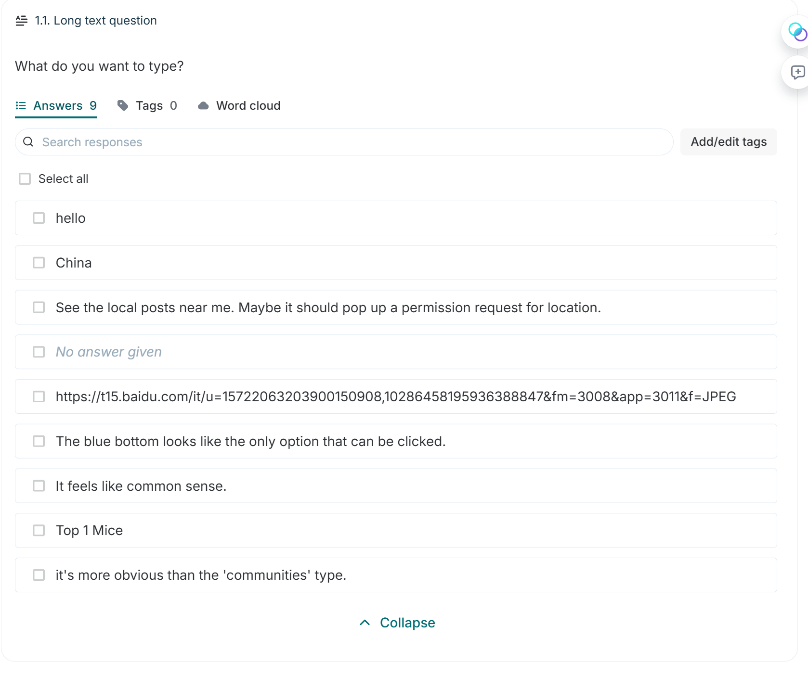 1.1. Long text question
What do you want to type?
Answers 9 Tags 0 Word cloud
Search responses Add/edit tags
Select all
hello
China
See the local posts near me. Maybe it should pop up a permission request for location.
No answer given
https://t15.baidu.com/it/u=15722063203900150908,10286458195936388847&fm=3008&app=3011&f=JPEG
The blue bottom looks like the only option that can be clicked.
It feels like common sense.
Top 1 Mice
it's more obvious than the 'communities' type.
Collapse